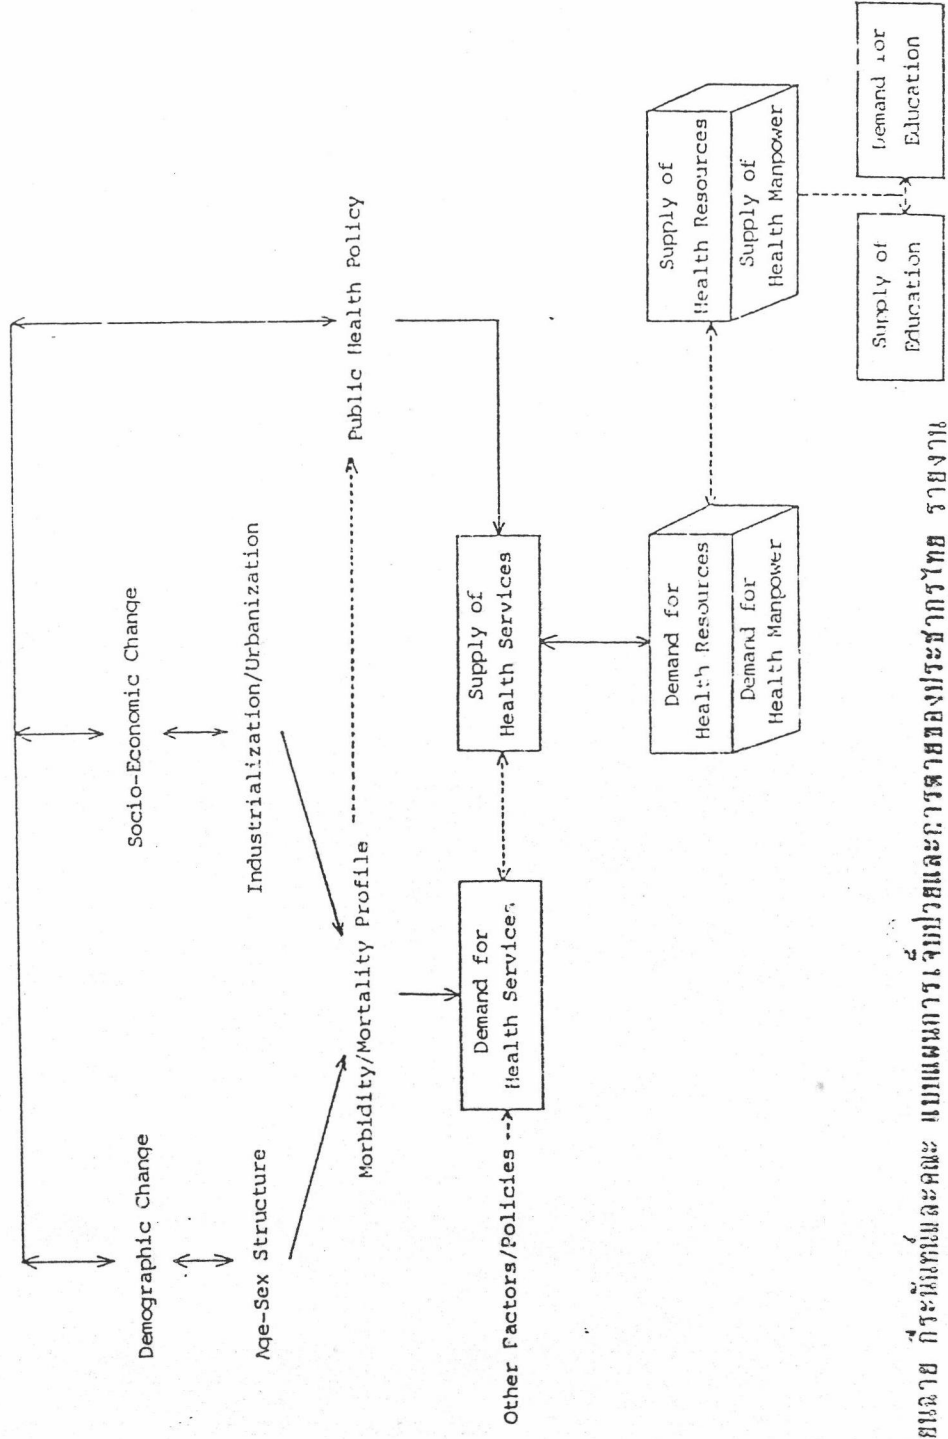 Demographic Change
Socio-Economic Change
Age-Sex Structure
Industrialization/Urbanization
Morbidity/Mortality Profile
Public Health Policy
Other Factors/Policies
Demand for
Health Services
Supply of
Health Services
Demand for
Health Resources
Demand for
Health Manpower
Supply of
Health Resources
Supply of
Health Manpower
Supply of
Education
Demand for
Education
แบบแผนการเจ็บป่วยและการตายของประชากรไทย รายงาน